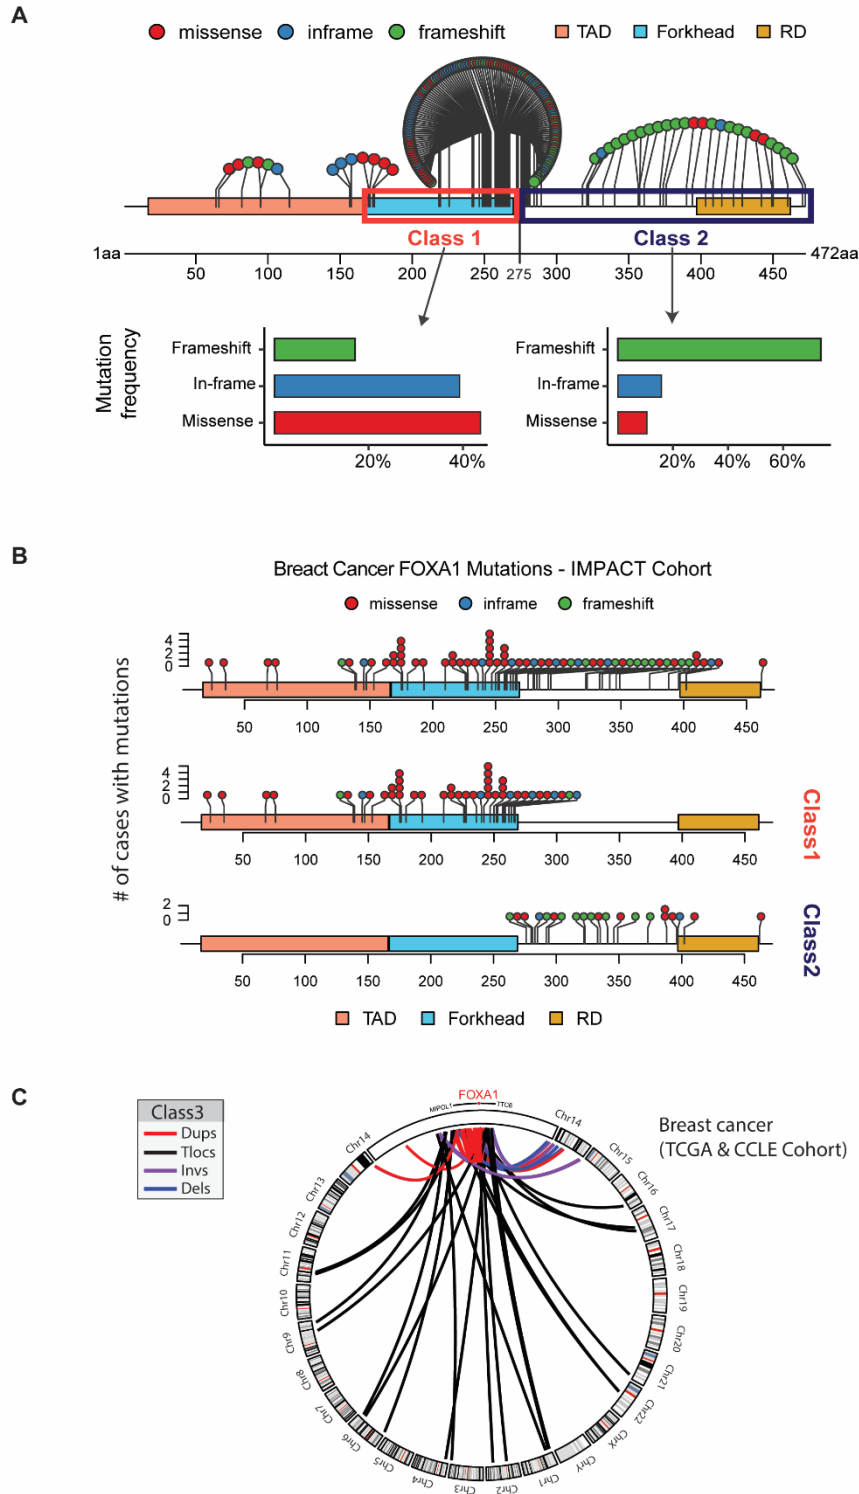 A
missense inframe frameshift TAD Forkhead RD
Class 1 Class 2
1aa 472aa
50 100 150 200 250 275 300 350 400 450
Mutation
frequency
Frameshift
In-frame
Missense
20% 40%
Frameshift
In-frame
Missense
20% 40% 60%
B
Breast Cancer FOXA1 Mutations - IMPACT Cohort
missense inframe frameshift
# of cases with mutations
4
2
0
50 100 150 200 250 300 350 400 450
4
2
0
50 100 150 200 250 300 350 400 450
Class1
2
0
50 100 150 200 250 300 350 400 450
Class2
TAD Forkhead RD
C
Class3
Dups
Tlocs
Invs
Dels
FOXA1
MIPOL1 TTC6
Breast cancer
(TCGA & CCLE Cohort)
Chr14
Chr15
Chr16
Chr17
Chr18
Chr19
Chr20
Chr21
Chr22
ChrX
ChrY
Chr1
Chr2
Chr3
Chr4
Chr5
Chr6
Chr7
Chr8
Chr9
Chr10
Chr11
Chr12
Chr13
Chr14